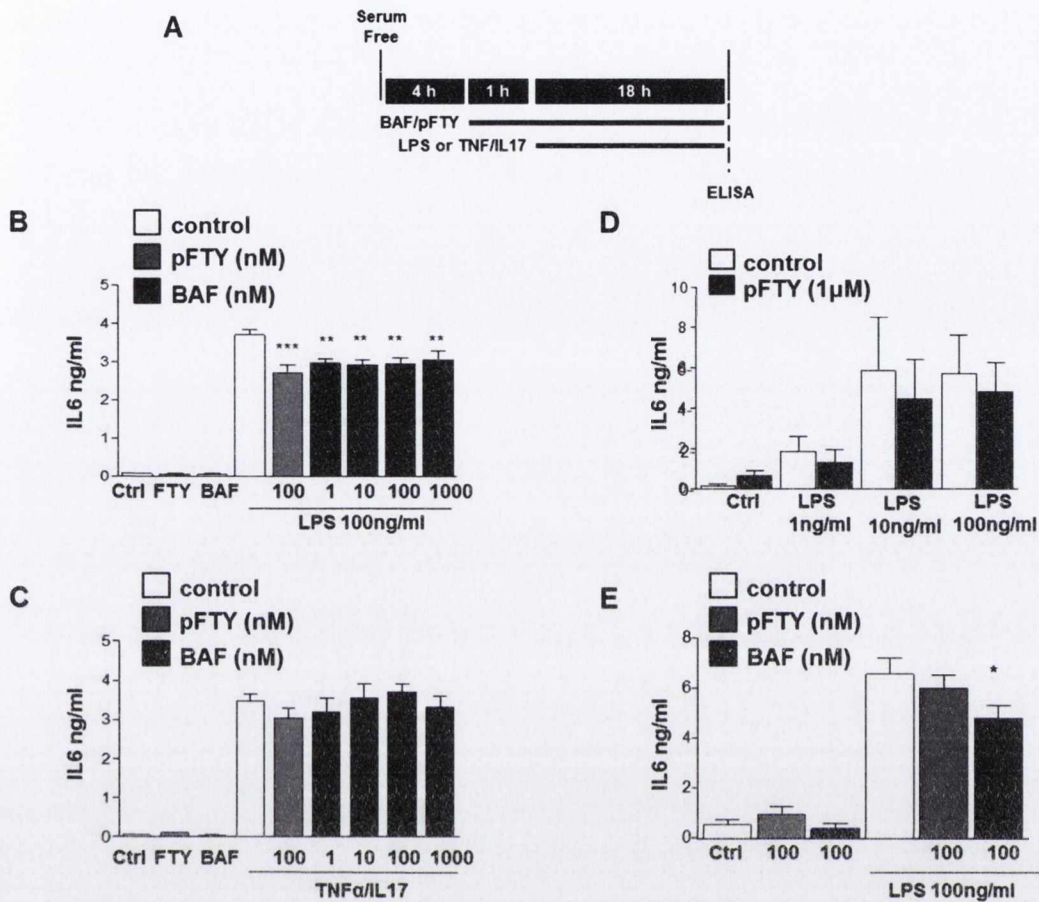 A
Serum
Free
4 h 1 h 18 h
BAF/pFTY
LPS or TNF/IL17
ELISA
B
control
pFTY (nM)
BAF (nM)
IL6 ng/ml
5
4
3
2
1
0
*** ** ** ** **
Ctrl FTY BAF 100 1 10 100 1000
LPS 100ng/ml
D
control
pFTY (1µM)
IL6 ng/ml
10
8
6
4
2
0
Ctrl LPS LPS LPS
1ng/ml 10ng/ml 100ng/ml
C
control
pFTY (nM)
BAF (nM)
IL6 ng/ml
5
4
3
2
1
0
Ctrl FTY BAF 100 1 10 100 1000
TNFα/IL17
E
control
pFTY (nM)
BAF (nM)
IL6 ng/ml
8
6
4
2
0
*
Ctrl 100 100 100 100
LPS 100ng/ml